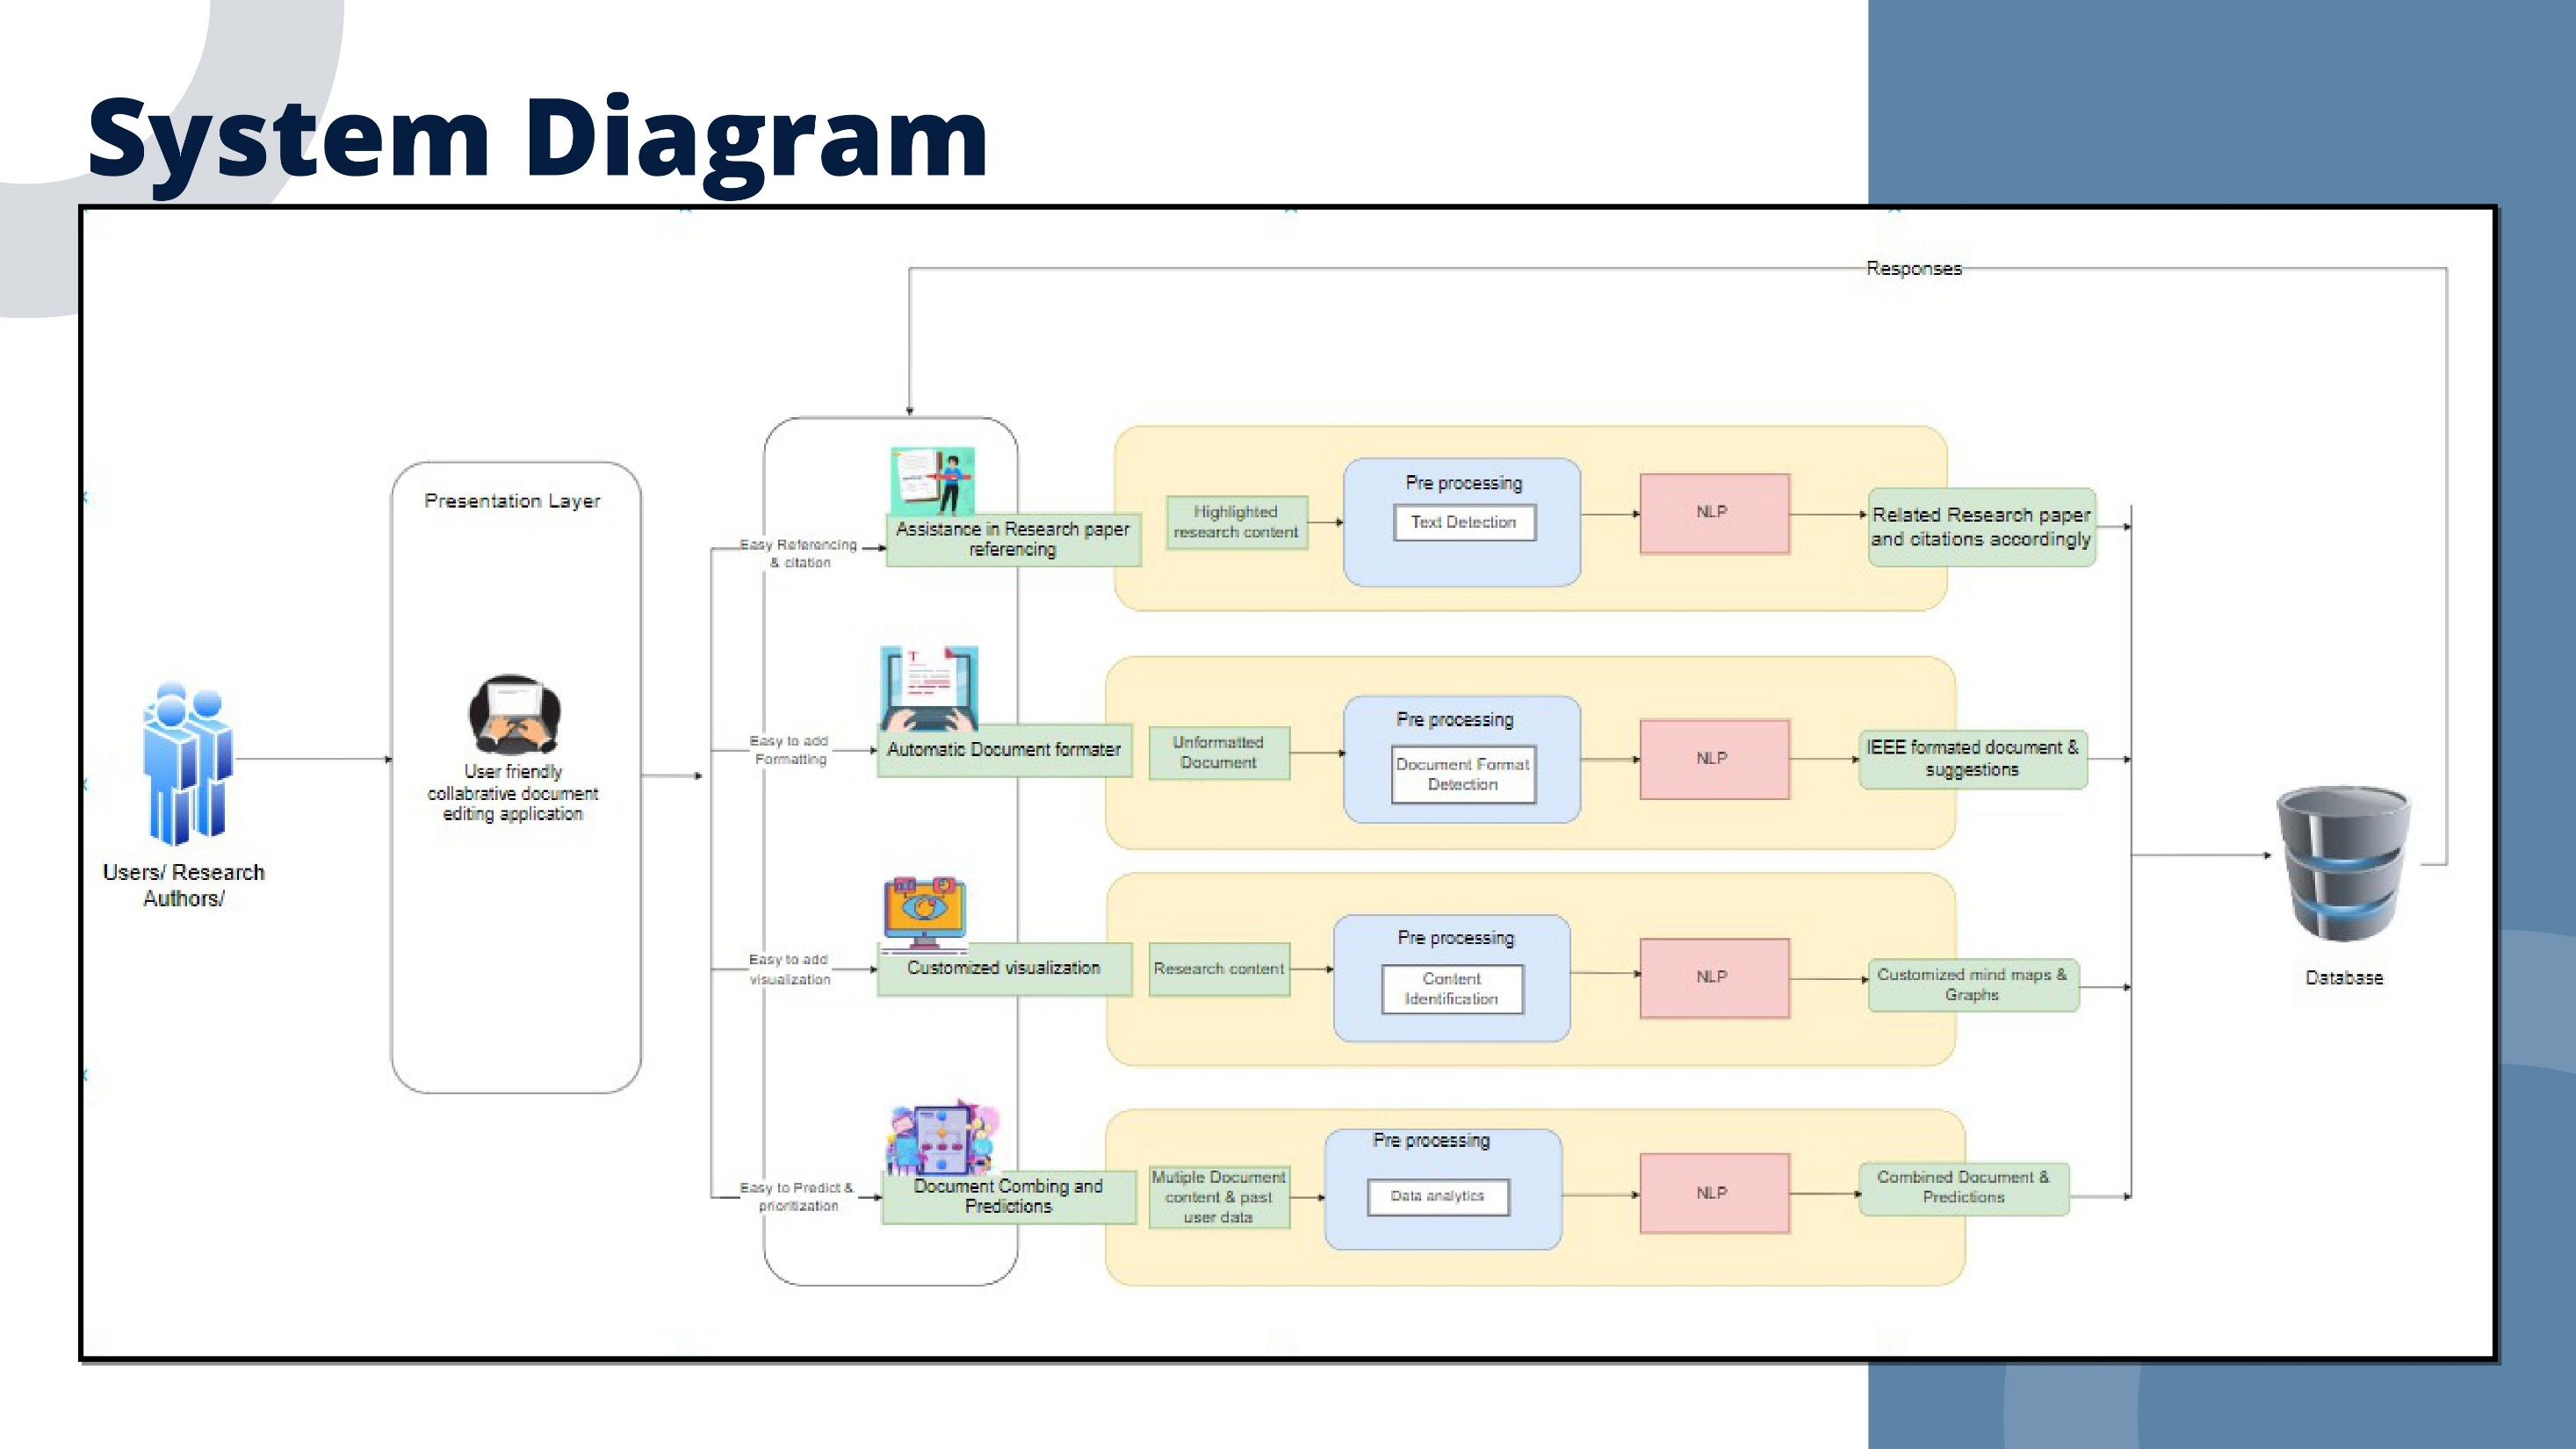 System Diagram
Responses
Presentation Layer
User friendly
collabrative document
editing application
Users/ Research
Authors/
Easy Referencing
& citation
Assistance in Research paper
referencing
Highlighted
research content
Pre processing
Text Detection
NLP
Related Research paper
and citations accordingly
Easy to add
Formatting
Automatic Document formater
Unformatted
Document
Pre processing
Document Format
Detection
NLP
IEEE formated document &
suggestions
Easy to add
visualization
Customized visualization
Research content
Pre processing
Content
Identification
NLP
Customized mind maps &
Graphs
Easy to Predict &
prioritization
Document Combing and
Predictions
Mutiple Document
content & past
user data
Pre processing
Data analytics
NLP
Combined Document &
Predictions
Database